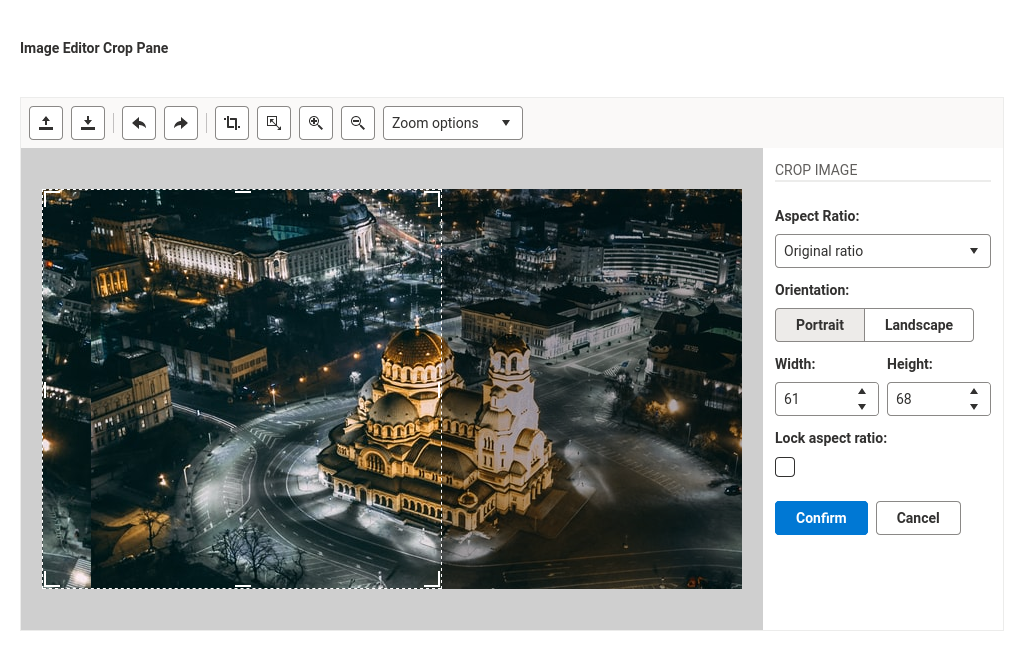 Image Editor Crop Pane
Zoom options
CROP IMAGE
Aspect Ratio:
Original ratio
Orientation:
Portrait Landscape
Width: Height:
61 68
Lock aspect ratio:
Confirm Cancel